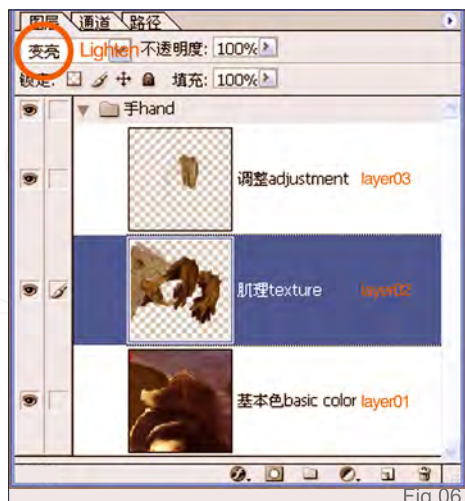 图层 通道 路径
变亮 Lighten 不透明度: 100%
锁定: 填充: 100%
手hand
调整adjustment layer03
肌理texture layer02
基本色basic color layer01
Fig 06